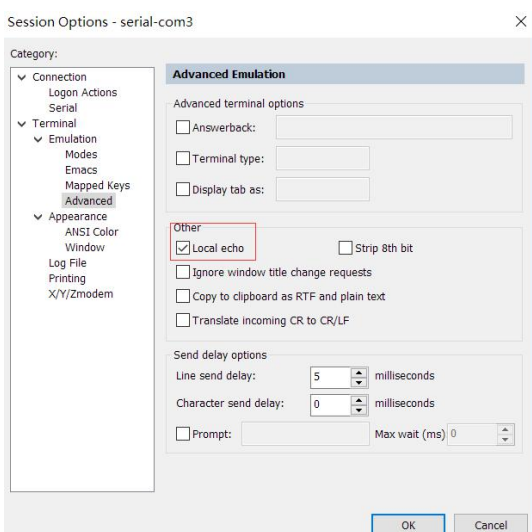 Session Options - serial-com3
Category:
Connection
Logon Actions
Serial
Terminal
Emulation
Modes
Emacs
Mapped Keys
Advanced
Appearance
ANSI Color
Window
Log File
Printing
X/Y/Zmodem
Advanced Emulation
Advanced terminal options
Answerback:
Terminal type:
Display tab as:
Other
Local echo Strip 8th bit
Ignore window title change requests
Copy to clipboard as RTF and plain text
Translate incoming CR to CR/LF
Send delay options
Line send delay: 5 milliseconds
Character send delay: 0 milliseconds
Prompt: Max wait (ms) 0
OK Cancel